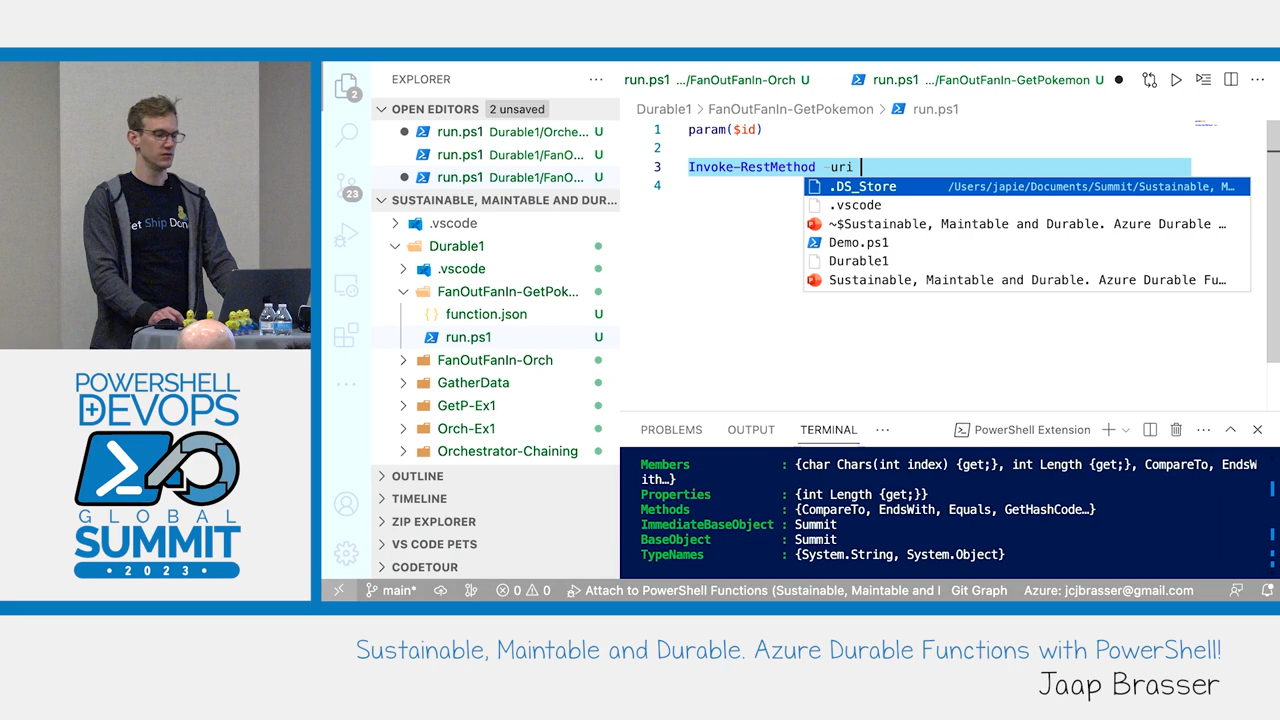 et Ship Don
POWERSHELL
+DEVOPS
GLOBAL
SUMMIT
• 2023 •
2
23
EXPLORER ...
OPEN EDITORS 2 unsaved
run.ps1 Durable1/Orche... U
run.ps1 Durable1/FanO... U
run.ps1 Durable1/FanO... U
SUSTAINABLE, MAINTABLE AND DUR...
.vscode
Durable1
.vscode
FanOutFanIn-GetPok...
{} function.json U
run.ps1 U
FanOutFanIn-Orch
GatherData
GetP-Ex1
Orch-Ex1
Orchestrator-Chaining
OUTLINE
TIMELINE
ZIP EXPLORER
VS CODE PETS
CODETOUR
run.ps1 .../FanOutFanIn-Orch U
run.ps1 .../FanOutFanIn-GetPokemon U
Durable1 > FanOutFanIn-GetPokemon > run.ps1
1 param($id)
2
3 Invoke-RestMethod -uri
4
.DS_Store /Users/japie/Documents/Summit/Sustainable, M...
.vscode
~$Sustainable, Maintable and Durable. Azure Durable ...
Demo.ps1
Durable1
Sustainable, Maintable and Durable. Azure Durable Fu...
PROBLEMS OUTPUT TERMINAL ... PowerShell Extension
Members : {char Chars(int index) {get;}, int Length {get;}, CompareTo, EndsW
ith…}
Properties : {int Length {get;}}
Methods : {CompareTo, EndsWith, Equals, GetHashCode…}
ImmediateBaseObject : Summit
BaseObject : Summit
TypeNames : {System.String, System.Object}
main* 0 0 Attach to PowerShell Functions (Sustainable, Maintable and I Git Graph Azure: jcjbrasser@gmail.com
Sustainable, Maintable and Durable. Azure Durable Functions with PowerShell!
Jaap Brasser